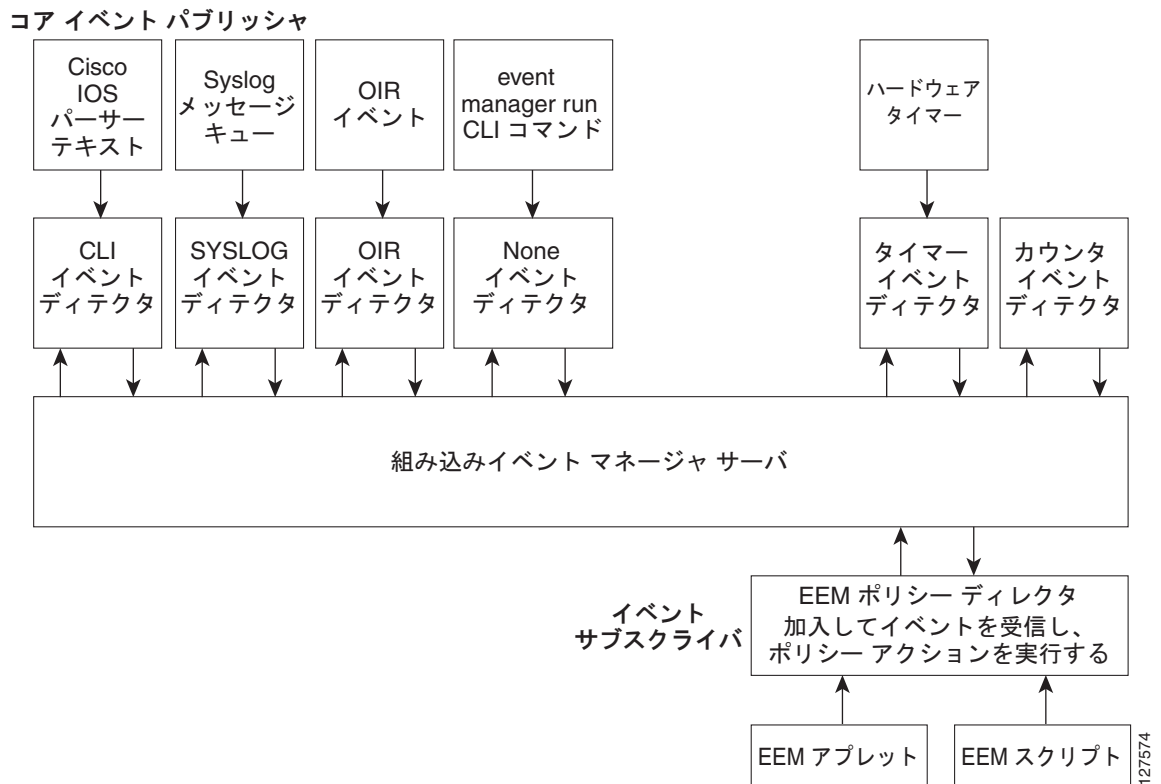 コア イベント パブリッシャ
Cisco
IOS
パーサー
テキスト
Syslog
メッセージ
キュー
OIR
イベント
event
manager run
CLI コマンド
ハードウェア
タイマー
CLI
イベント
ディテクタ
SYSLOG
イベント
ディテクタ
OIR
イベント
ディテクタ
None
イベント
ディテクタ
タイマー
イベント
ディテクタ
カウンタ
イベント
ディテクタ
組み込みイベント マネージャ サーバ
イベント
サブスクライバ
EEM ポリシー ディレクタ
加入してイベントを受信し、
ポリシー アクションを実行する
EEM アプレット
EEM スクリプト
127574